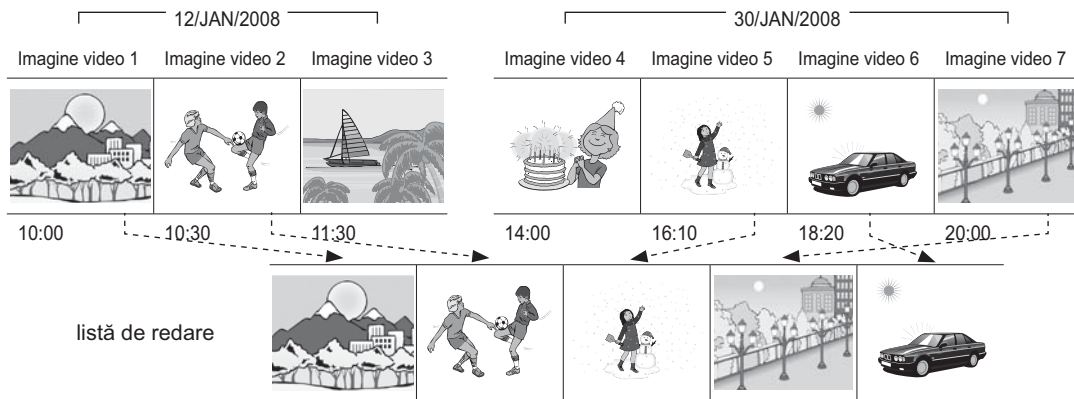 12/JAN/2008 30/JAN/2008
Imagine video 1 Imagine video 2 Imagine video 3 Imagine video 4 Imagine video 5 Imagine video 6 Imagine video 7
10:00 10:30 11:30 14:00 16:10 18:20 20:00
listă de redare